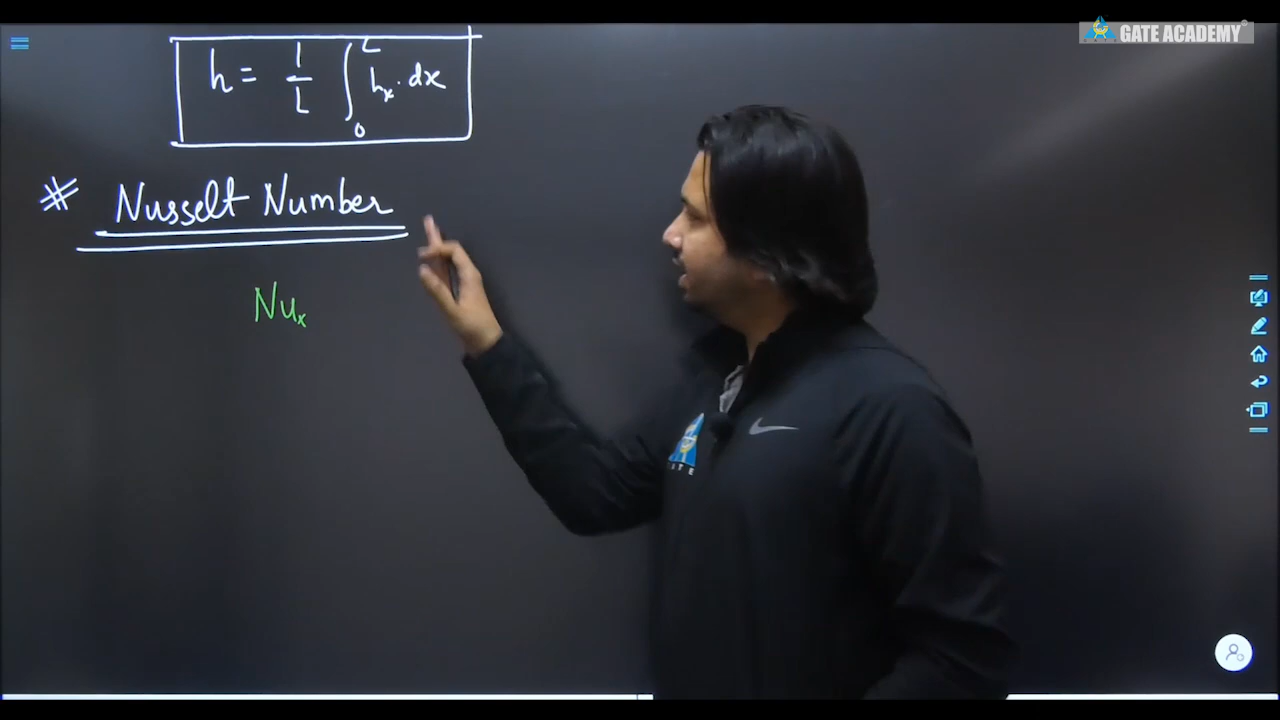 GATE ACADEMY
h = 1/L ∫₀ᴸ hₓ · dx
# Nusselt Number
Nuₓ